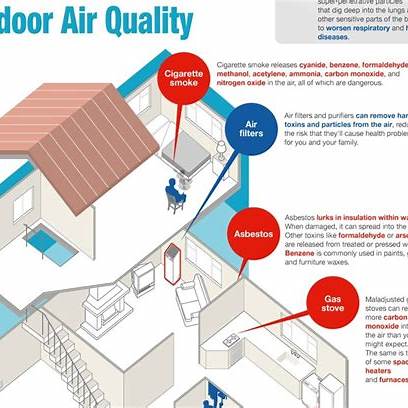 door Air Quality
super-penetrative particles
that dig deep into the lungs a
other sensitive parts of the b
to worsen respiratory and h
diseases.
Cigarette
smoke
Cigarette smoke releases cyanide, benzene, formaldehyde
methanol, acetylene, ammonia, carbon monoxide, and
nitrogen oxide in the air, all of which are dangerous.
Air
filters
Air filters and purifiers can remove har
toxins and particles from the air, redu
the risk that they'll cause health problem
for you and your family.
Asbestos
Asbestos lurks in insulation within wa
When damaged, it can spread into the
Other toxins like formaldehyde or arse
are released from treated or pressed w
Benzene is commonly used in paints, g
and furniture waxes.
Gas
stove
Maladjusted g
stoves can re
more carbon
monoxide int
the air than yo
might expect.
The same is t
of some spac
heaters
and furnaces